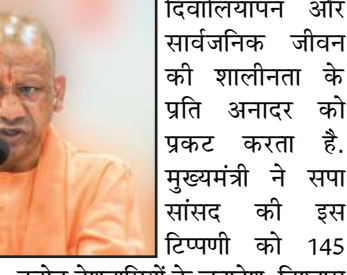 दिवालियापन और
सार्वजनिक जीवन
की शालीनता के
प्रति अनादर को
प्रकट करता है.
मुख्यमंत्री ने सपा
सांसद की इस
टिप्पणी को 145